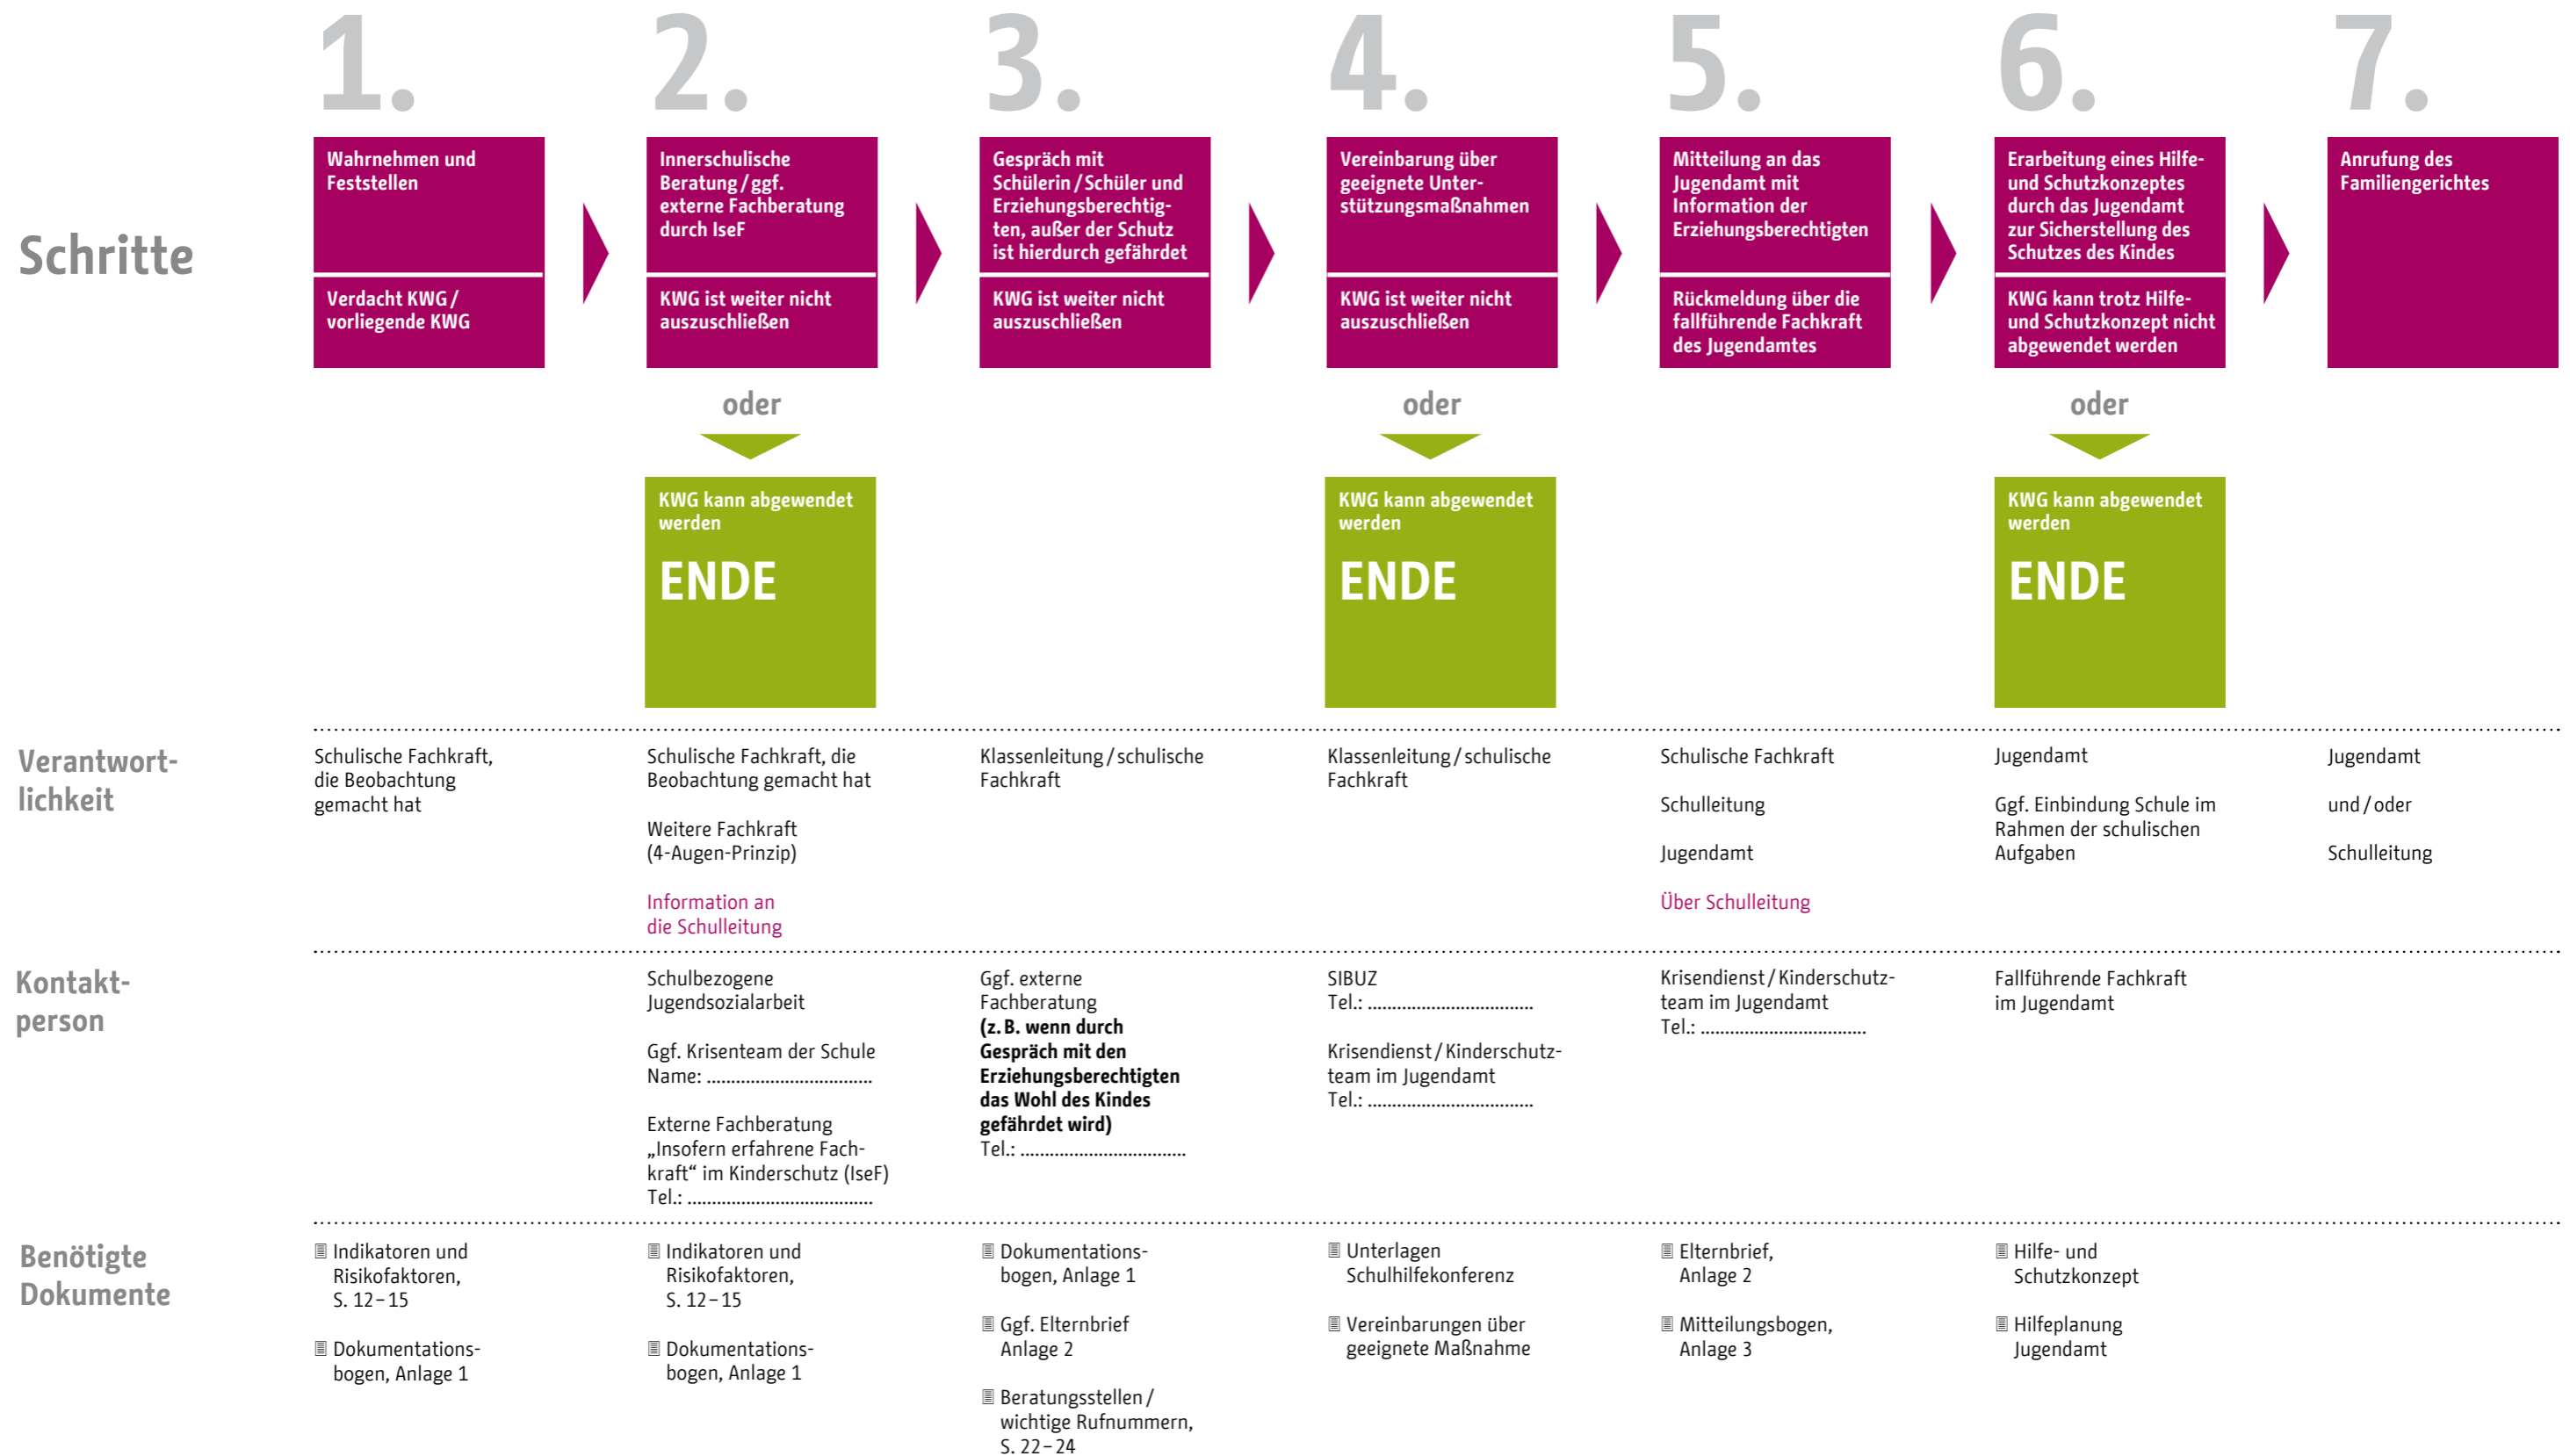 1.
2.
3.
4.
5.
6.
7.
Schritte
Wahrnehmen und
Feststellen
Verdacht KWG /
vorliegende KWG
Innerschulische
Beratung / ggf.
externe Fachberatung
durch IseF
KWG ist weiter nicht
auszuschließen
Gespräch mit
Schülerin / Schüler und
Erziehungsberechtig-
ten, außer der Schutz
ist hierdurch gefährdet
KWG ist weiter nicht
auszuschließen
Vereinbarung über
geeignete Unter-
stützungsmaßnahmen
KWG ist weiter nicht
auszuschließen
Mitteilung an das
Jugendamt mit
Information der
Erziehungsberechtigten
Rückmeldung über die
fallführende Fachkraft
des Jugendamtes
Erarbeitung eines Hilfe-
und Schutzkonzeptes
durch das Jugendamt
zur Sicherstellung des
Schutzes des Kindes
KWG kann trotz Hilfe-
und Schutzkonzept nicht
abgewendet werden
Anrufung des
Familiengerichtes
oder
oder
oder
KWG kann abgewendet
werden
ENDE
KWG kann abgewendet
werden
ENDE
KWG kann abgewendet
werden
ENDE
Verantwort-
lichkeit
Schulische Fachkraft,
die Beobachtung
gemacht hat
Schulische Fachkraft, die
Beobachtung gemacht hat
Weitere Fachkraft
(4-Augen-Prinzip)
Information an
die Schulleitung
Klassenleitung / schulische
Fachkraft
Klassenleitung / schulische
Fachkraft
Schulische Fachkraft
Schulleitung
Jugendamt
Über Schulleitung
Jugendamt
Ggf. Einbindung Schule im
Rahmen der schulischen
Aufgaben
Jugendamt
und / oder
Schulleitung
Kontakt-
person
Schulbezogene
Jugendsozialarbeit
Ggf. Krisenteam der Schule
Name: ..................................
Externe Fachberatung
„Insofern erfahrene Fach-
kraft“ im Kinderschutz (IseF)
Tel.: ......................................
Ggf. externe
Fachberatung
(z. B. wenn durch
Gespräch mit den
Erziehungsberechtigten
das Wohl des Kindes
gefährdet wird)
Tel.: ..................................
SIBUZ
Tel.: ..................................
Krisendienst / Kinderschutz-
team im Jugendamt
Tel.: ..................................
Krisendienst / Kinderschutz-
team im Jugendamt
Tel.: ..................................
Fallführende Fachkraft
im Jugendamt
Benötigte
Dokumente
Indikatoren und
Risikofaktoren,
S. 12 – 15
Dokumentations-
bogen, Anlage 1
Indikatoren und
Risikofaktoren,
S. 12 – 15
Dokumentations-
bogen, Anlage 1
Dokumentations-
bogen, Anlage 1
Ggf. Elternbrief
Anlage 2
Beratungsstellen /
wichtige Rufnummern,
S. 22 – 24
Unterlagen
Schulhilfekonferenz
Vereinbarungen über
geeignete Maßnahme
Elternbrief,
Anlage 2
Mitteilungsbogen,
Anlage 3
Hilfe- und
Schutzkonzept
Hilfeplanung
Jugendamt